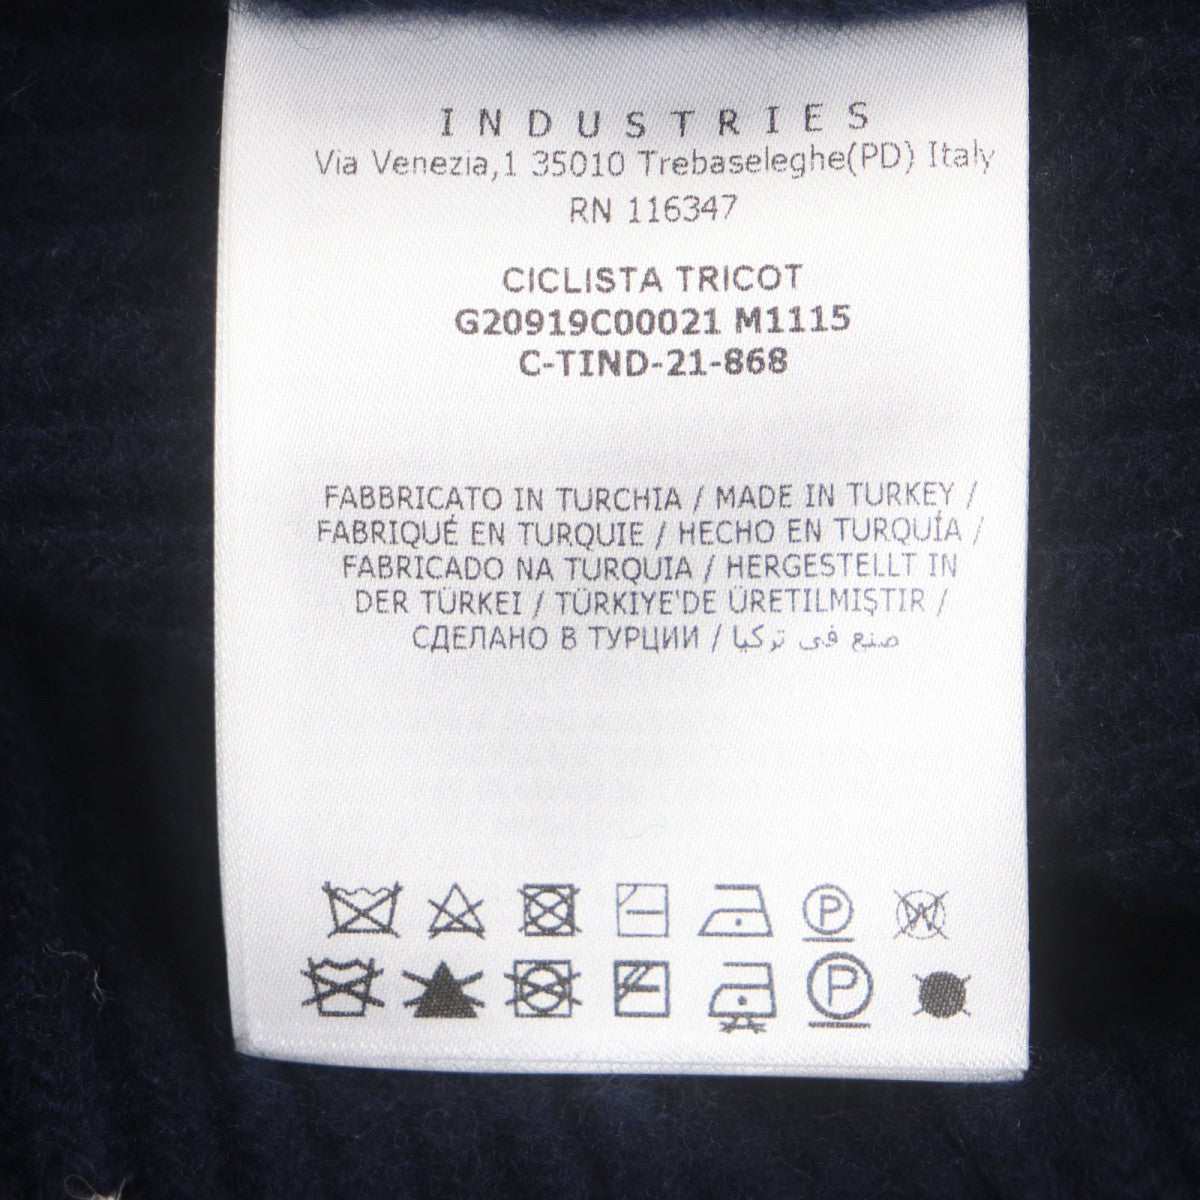 INDUSTRIES
Via Venezia,1 35010 Trebaseleghe(PD) Italy
RN 116347
CICLISTA TRICOT
G20919C00021 M1115
C-TIND-21-868
FABBRICATO IN TURCHIA / MADE IN TURKEY /
FABRIQUÉ EN TURQUIE / HECHO EN TURQUÍA /
FABRICADO NA TURQUIA / HERGESTELLT IN
DER TÜRKEI / TÜRKIYE'DE ÜRETILMIŞTIR /
СДЕЛАНО В ТУРЦИИ / صنع في تركيا
P W
P